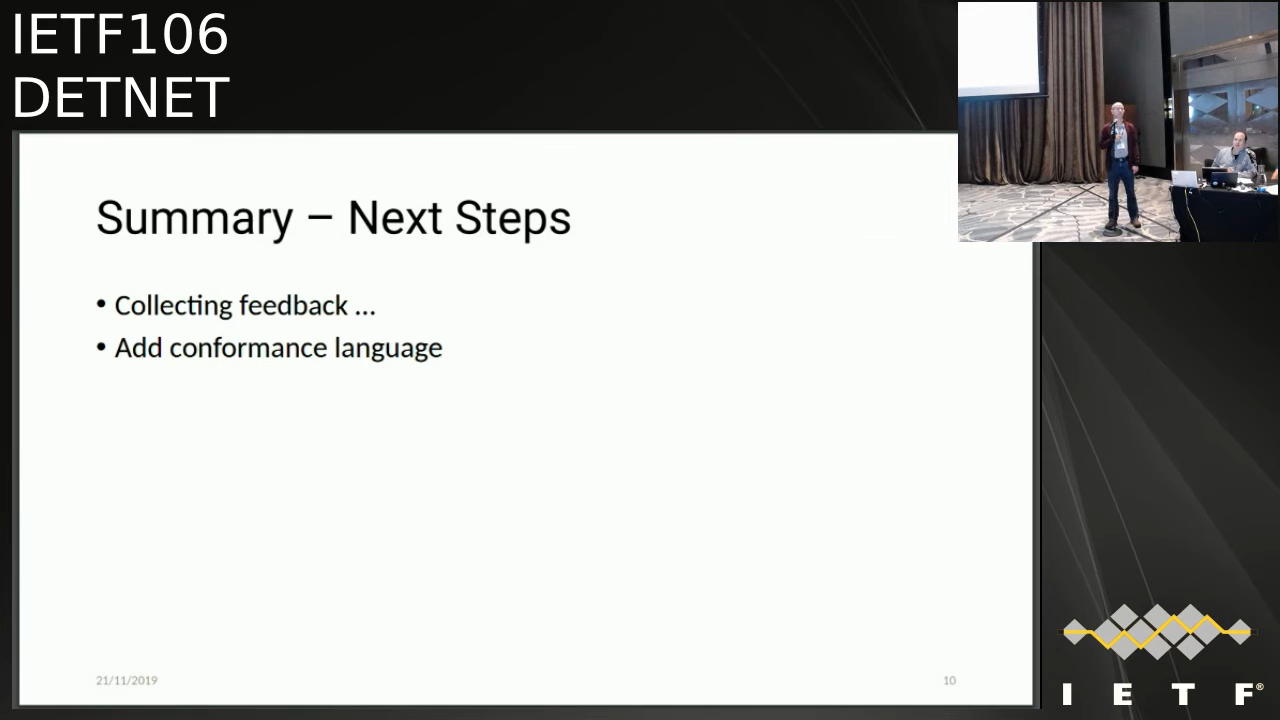 IETF106
DETNET
Summary – Next Steps
• Collecting feedback ...
• Add conformance language
21/11/2019
10
I E T F®